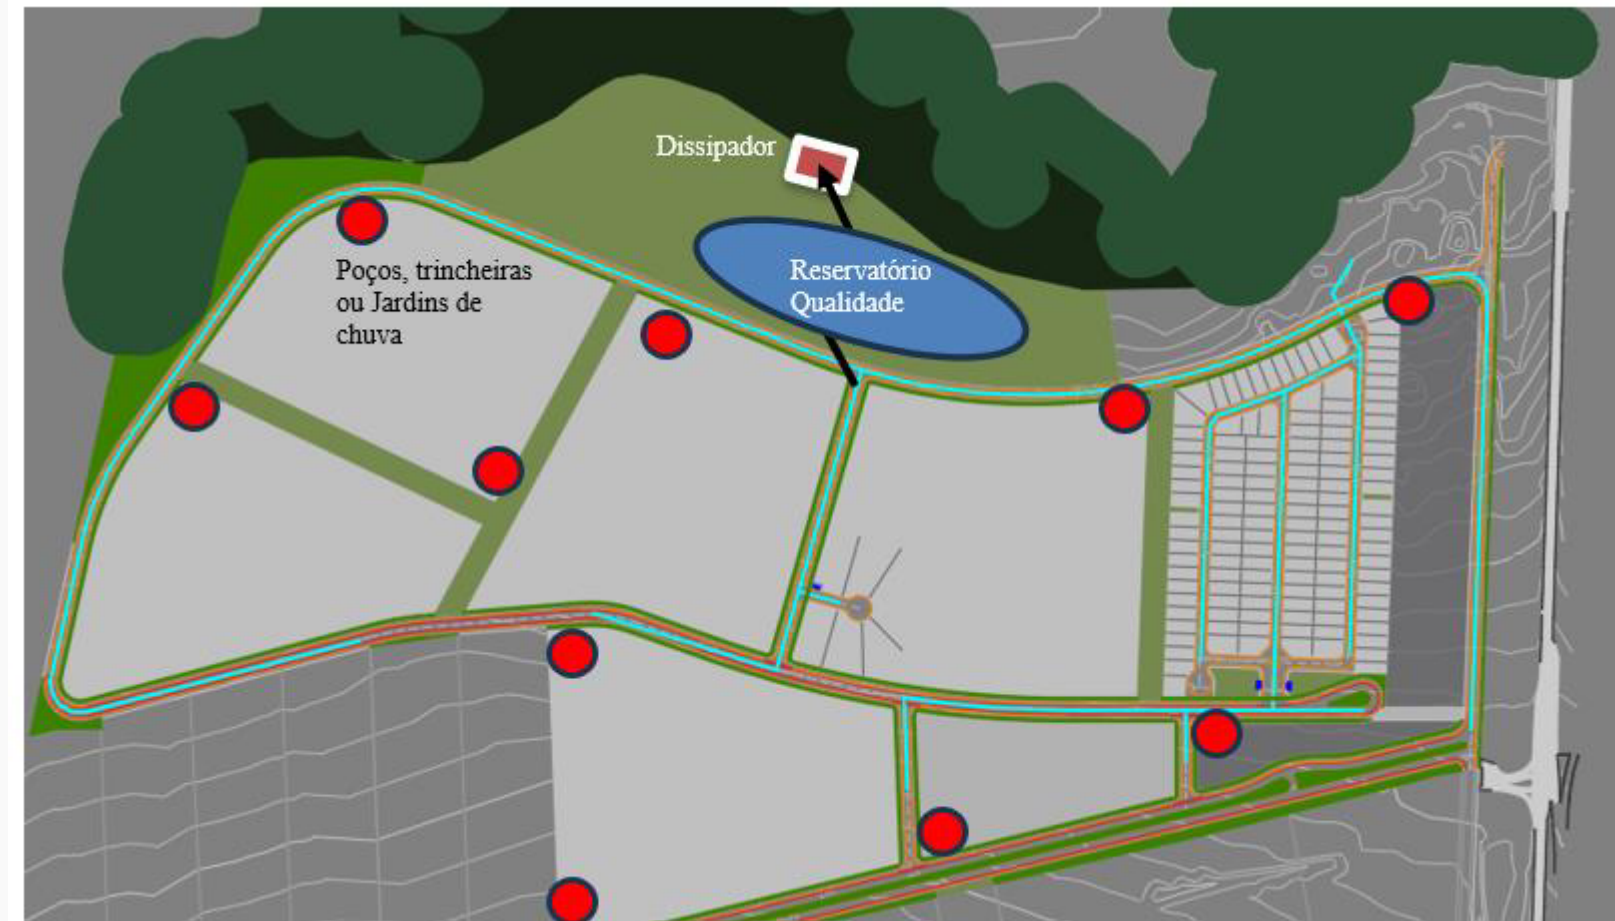 Dissipador
Reservatório
Qualidade
Poços, trincheiras
ou Jardins de
chuva